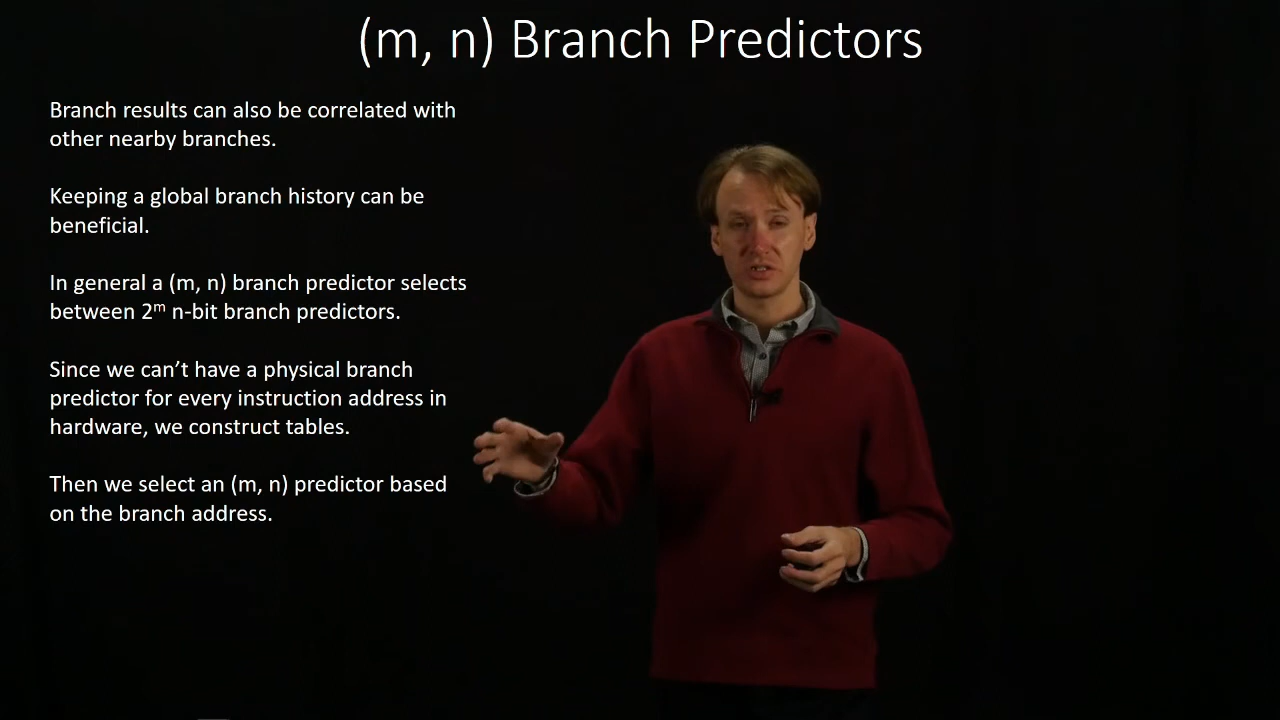 (m, n) Branch Predictors
Branch results can also be correlated with
other nearby branches.
Keeping a global branch history can be
beneficial.
In general a (m, n) branch predictor selects
between 2ᵐ n-bit branch predictors.
Since we can’t have a physical branch
predictor for every instruction address in
hardware, we construct tables.
Then we select an (m, n) predictor based
on the branch address.